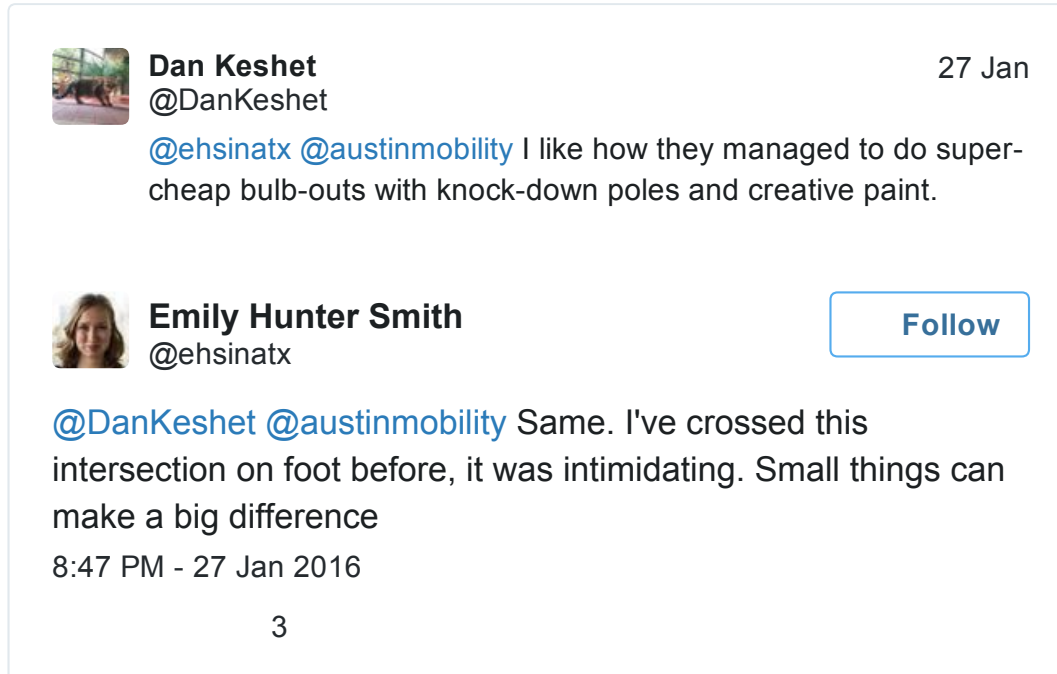 Dan Keshet
27 Jan
@DanKeshet
@ehsinatx @austinmobility I like how they managed to do super-
cheap bulb-outs with knock-down poles and creative paint.
Emily Hunter Smith
Follow
@ehsinatx
@DanKeshet @austinmobility Same. I've crossed this
intersection on foot before, it was intimidating. Small things can
make a big difference
8:47 PM - 27 Jan 2016
3